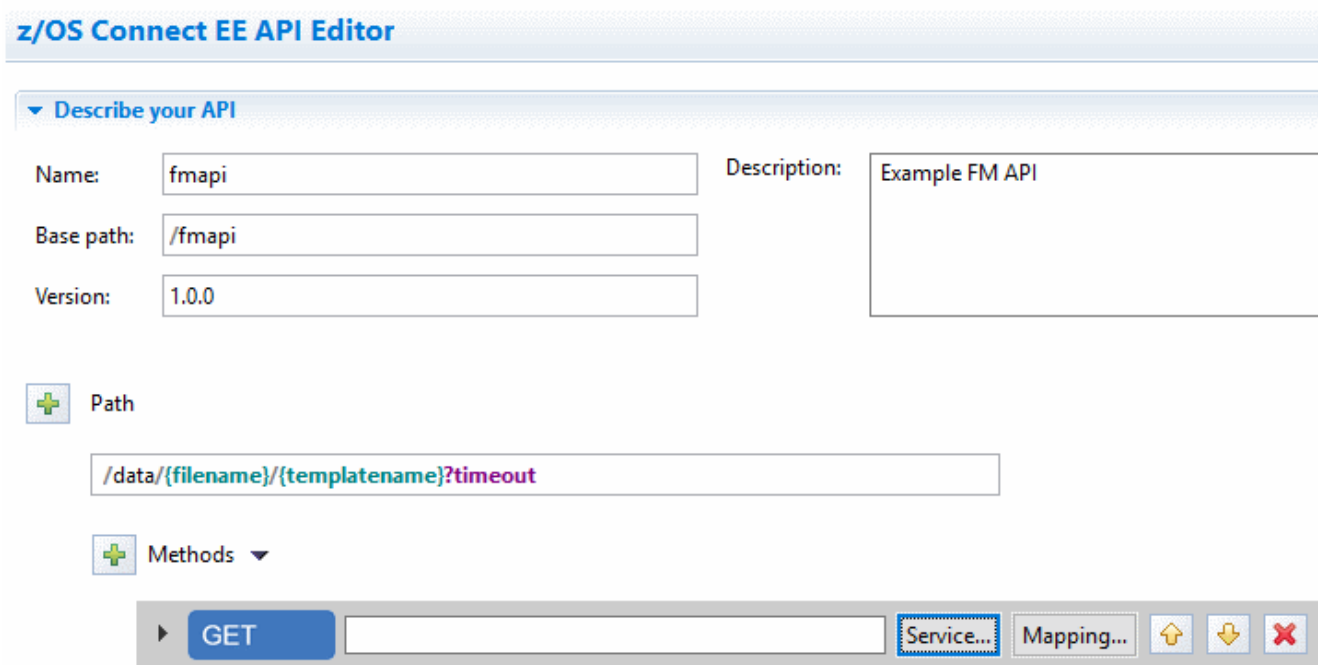 z/OS Connect EE API Editor
Describe your API
Name: fmapi
Description: Example FM API
Base path: /fmapi
Version: 1.0.0
Path
/data/{filename}/{templatename}?timeout
Methods
GET Service... Mapping...